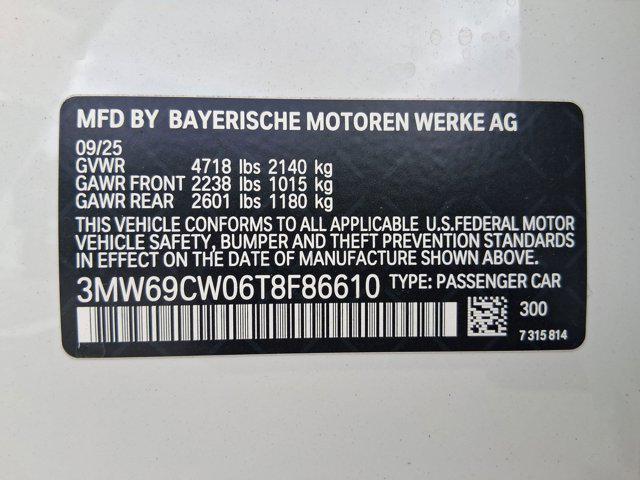 MFD BY BAYERISCHE MOTOREN WERKE AG
09/25
GVWR 4718 lbs 2140 kg
GAWR FRONT 2238 lbs 1015 kg
GAWR REAR 2601 lbs 1180 kg
THIS VEHICLE CONFORMS TO ALL APPLICABLE U.S.FEDERAL MOTOR
VEHICLE SAFETY, BUMPER AND THEFT PREVENTION STANDARDS
IN EFFECT ON THE DATE OF MANUFACTURE SHOWN ABOVE.
3MW69CW06T8F86610 TYPE: PASSENGER CAR
300
7 315 814